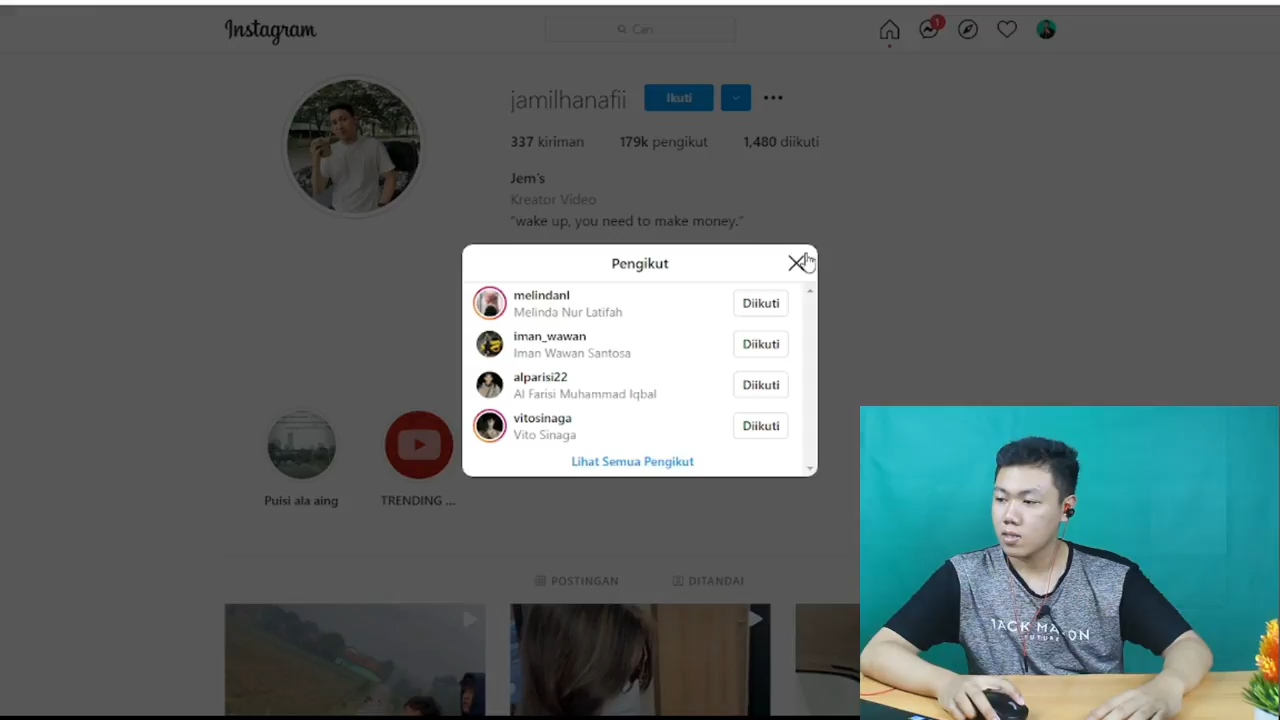 Instagram
Cari
1
jamilhanafii
Ikuti
337 kiriman 179k pengikut 1,480 diikuti
Jem's
Kreator Video
"wake up, you need to make money."
Pengikut
melindanl
Melinda Nur Latifah
Diikuti
iman_wawan
Iman Wawan Santosa
Diikuti
alparisi22
Al Farisi Muhammad Iqbal
Diikuti
vitosinaga
Vito Sinaga
Diikuti
Lihat Semua Pengikut
Puisi ala aing
TRENDING ...
POSTINGAN
DITANDAI
JACK MASON
FUTURE